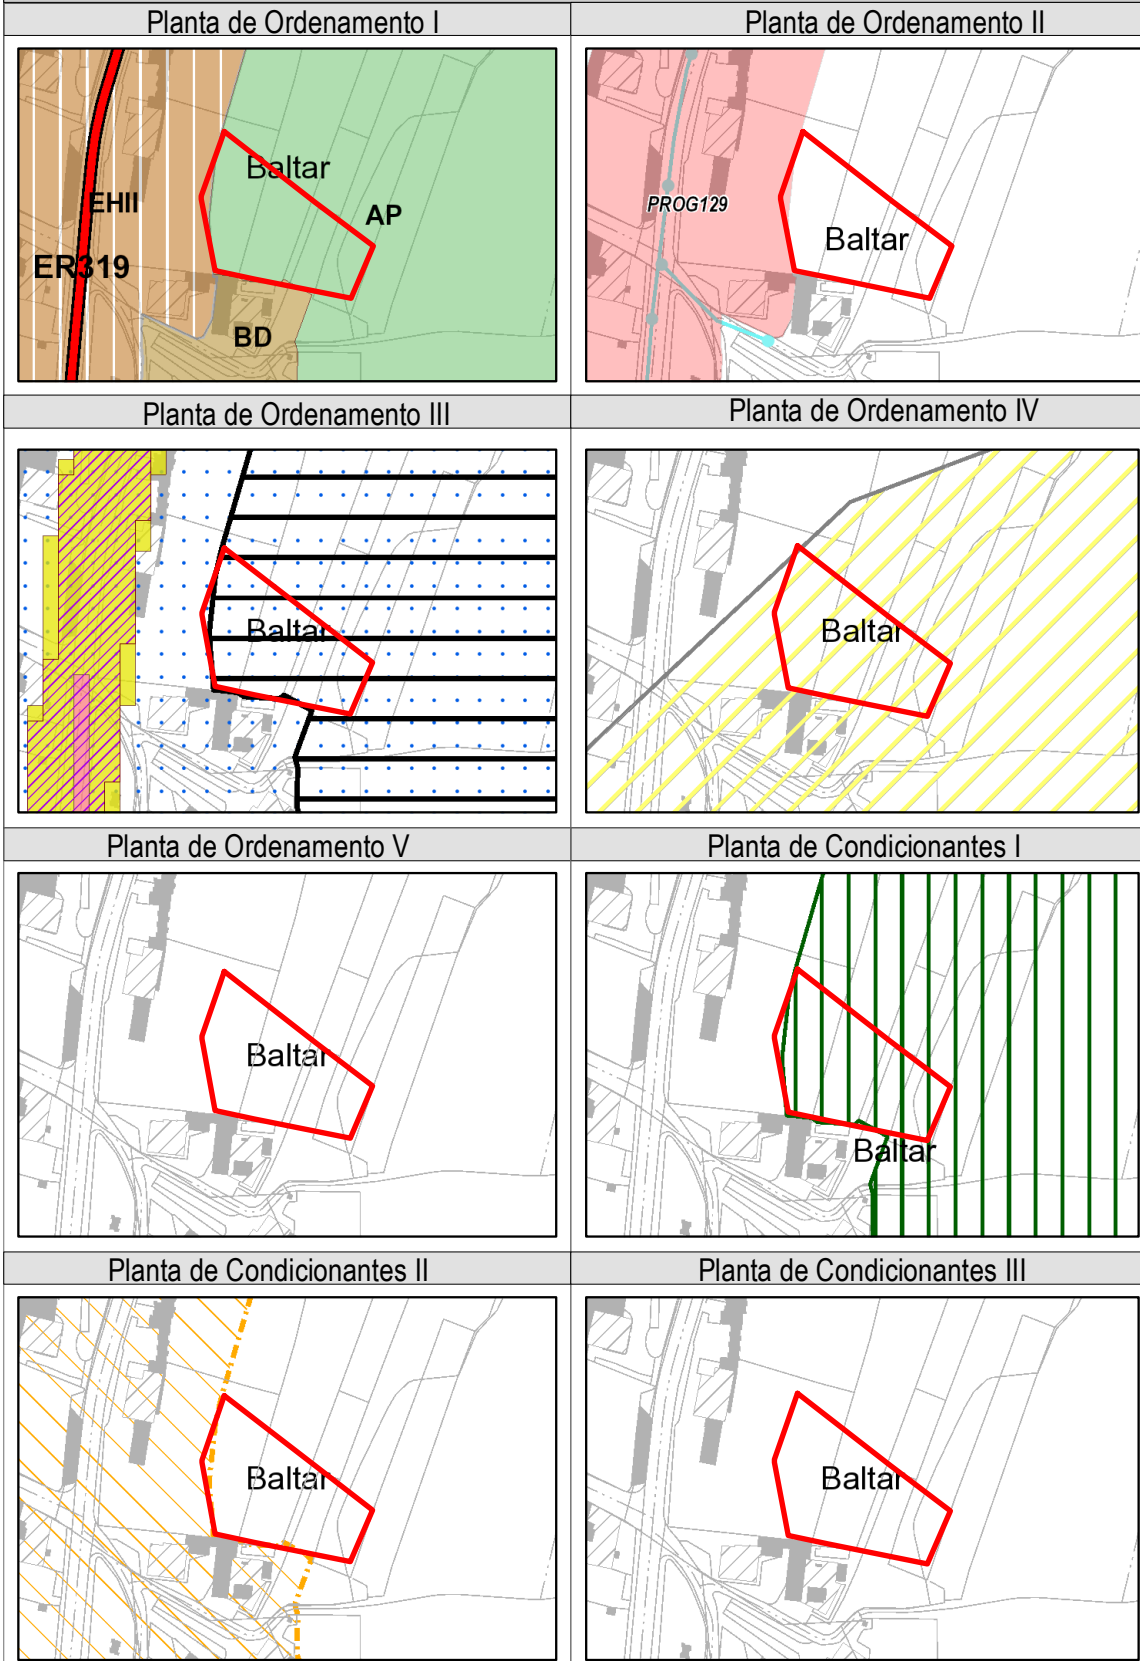 Planta de Ordenamento I
Planta de Ordenamento II
Baltar
EHII
AP
ER319
BD
PROG129
Baltar
Planta de Ordenamento III
Planta de Ordenamento IV
Baltar
Baltar
Planta de Ordenamento V
Planta de Condicionantes I
Baltar
Baltar
Planta de Condicionantes II
Planta de Condicionantes III
Baltar
Baltar